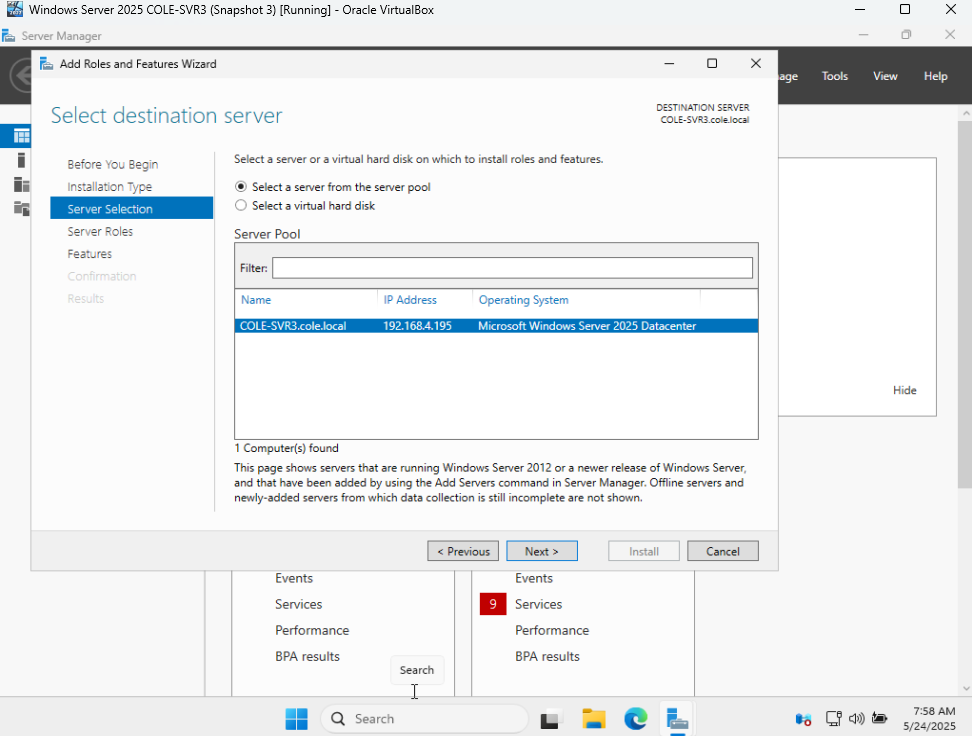 Windows Server 2025 COLE-SVR3 (Snapshot 3) [Running] - Oracle VirtualBox
Server Manager
Add Roles and Features Wizard
Tools View Help
Select destination server
DESTINATION SERVER
COLE-SVR3.cole.local
Before You Begin
Installation Type
Server Selection
Server Roles
Features
Confirmation
Results
Select a server or a virtual hard disk on which to install roles and features.
Select a server from the server pool
Select a virtual hard disk
Server Pool
Filter:
Name IP Address Operating System
COLE-SVR3.cole.local 192.168.4.195 Microsoft Windows Server 2025 Datacenter
1 Computer(s) found
This page shows servers that are running Windows Server 2012 or a newer release of Windows Server,
and that have been added by using the Add Servers command in Server Manager. Offline servers and
newly-added servers from which data collection is still incomplete are not shown.
Hide
< Previous Next > Install Cancel
Events
Services
Performance
BPA results
Events
9 Services
Performance
BPA results
Search
Search
7:58 AM
5/24/2025